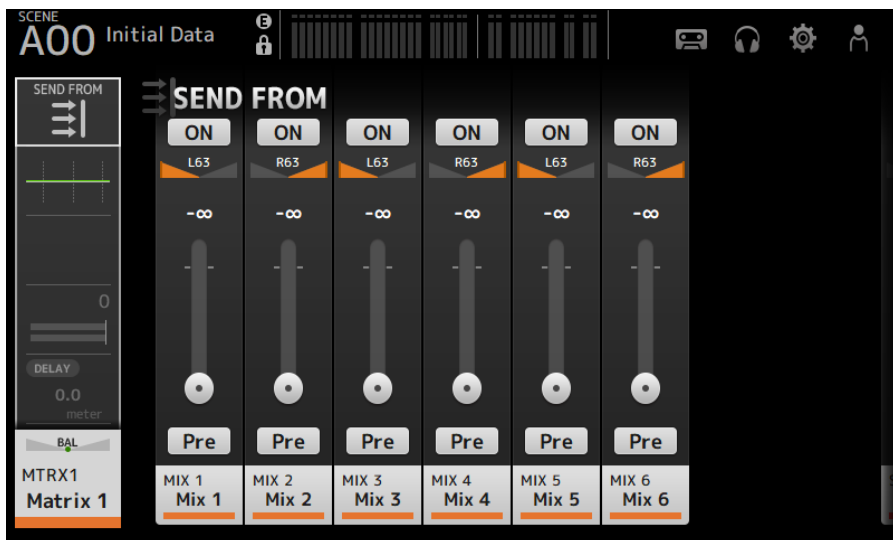 SCENE
A00 Initial Data
E
SEND FROM
SEND FROM
ON ON ON ON ON ON
L63 R63 L63 R63 L63 R63
-∞ -∞ -∞ -∞ -∞ -∞
0
DELAY
0.0
meter
Pre Pre Pre Pre Pre Pre
BAL
MTRX1
Matrix 1
MIX 1 MIX 2 MIX 3 MIX 4 MIX 5 MIX 6
Mix 1 Mix 2 Mix 3 Mix 4 Mix 5 Mix 6